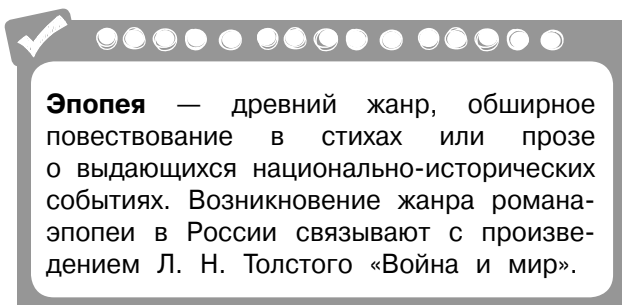 Эпопея — древний жанр, обширное
повествование в стихах или прозе
о выдающихся национально-исторических
событиях. Возникновение жанра романа-
эпопеи в России связывают с произве-
дением Л. Н. Толстого «Война и мир».